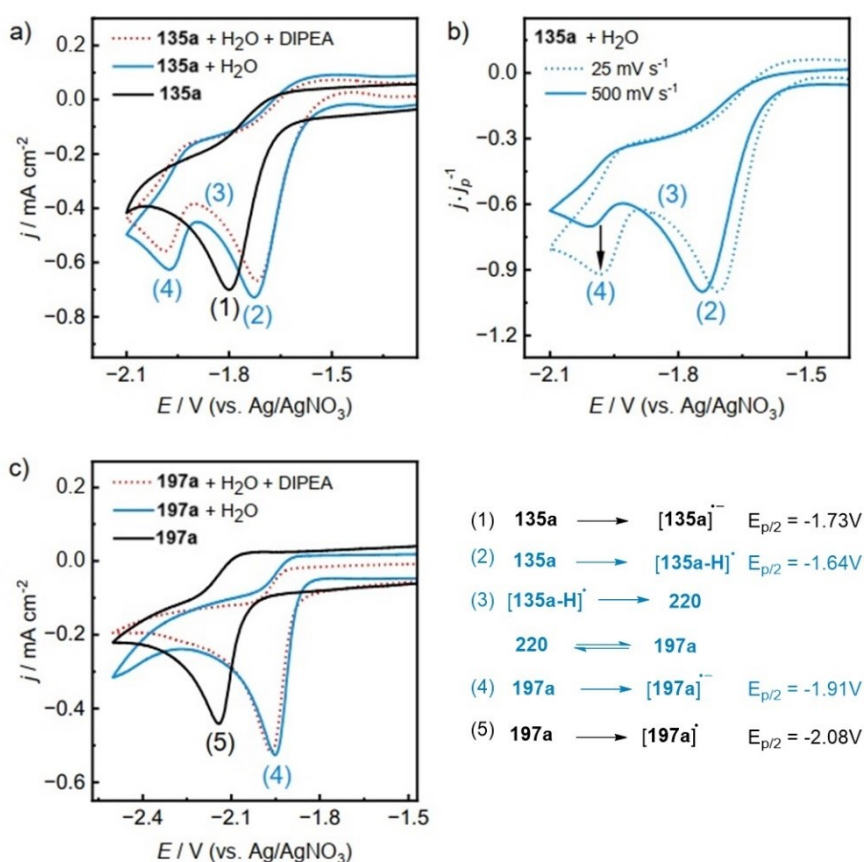 a)
135a + H2O + DIPEA
135a + H2O
135a
0.2
0.0
−0.2
−0.4
−0.6
−0.8
(3)
(4)
(1)
(2)
−2.1 −1.8 −1.5
j / mA cm-2
E / V (vs. Ag/AgNO3)
b)
135a + H2O
25 mV s-1
500 mV s-1
0.0
−0.3
−0.6
−0.9
−1.2
(3)
(4)
(2)
−2.1 −1.8 −1.5
j·jp-1
E / V (vs. Ag/AgNO3)
c)
197a + H2O + DIPEA
197a + H2O
197a
0.2
0.0
−0.2
−0.4
−0.6
(5)
(4)
−2.4 −2.1 −1.8 −1.5
j / mA cm-2
E / V (vs. Ag/AgNO3)
(1) 135a → [135a]•− Ep/2 = -1.73V
(2) 135a → [135a-H]• Ep/2 = -1.64V
(3) [135a-H]• → 220
220 ⇌ 197a
(4) 197a → [197a]•− Ep/2 = -1.91V
(5) 197a → [197a]• Ep/2 = -2.08V